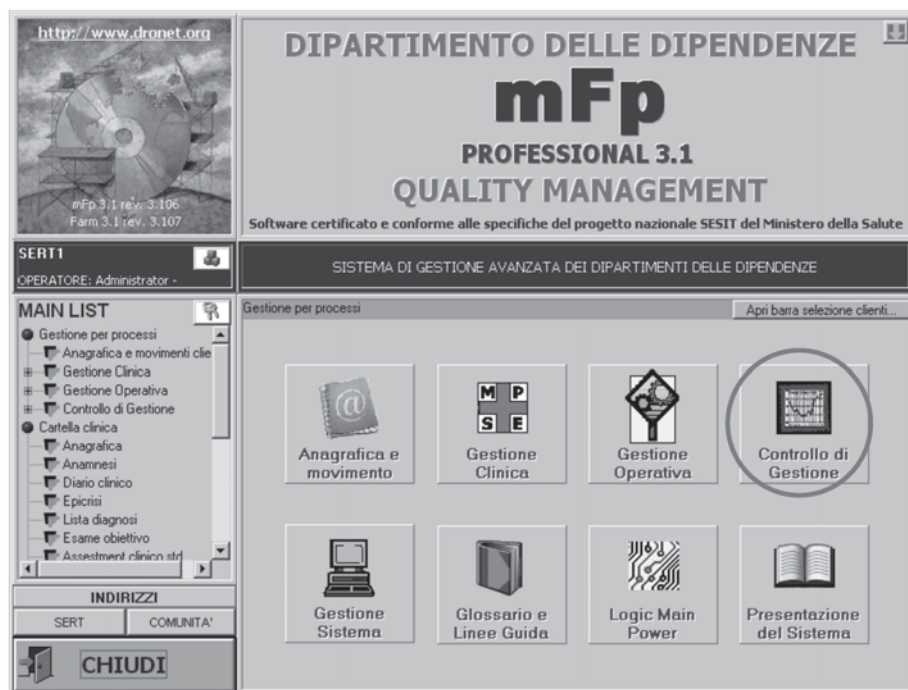 http://www.dronet.org
mFp 3.1 rev. 3.106
Farm 3.1 rev. 3.107
DIPARTIMENTO DELLE DIPENDENZE
mFp
PROFESSIONAL 3.1
QUALITY MANAGEMENT
Software certificato e conforme alle specifiche del progetto nazionale SESIT del Ministero della Salute
SERT1
OPERATORE: Administrator -
SISTEMA DI GESTIONE AVANZATA DEI DIPARTIMENTI DELLE DIPENDENZE
MAIN LIST
Gestione per processi
Anagrafica e movimenti clie
Gestione Clinica
Gestione Operativa
Controllo di Gestione
Cartella clinica
Anagrafica
Anamnesi
Diario clinico
Epicrisi
Lista diagnosi
Esame obiettivo
Assestment clinico std
INDIRIZZI
SERT
COMUNITA'
CHIUDI
Gestione per processi
Apri barra selezione clienti...
@
Anagrafica e
movimento
M P
S E
Gestione
Clinica
Gestione
Operativa
Controllo di
Gestione
Gestione
Sistema
Glossario e
Linee Guida
Logic Main
Power
Presentazione
del Sistema